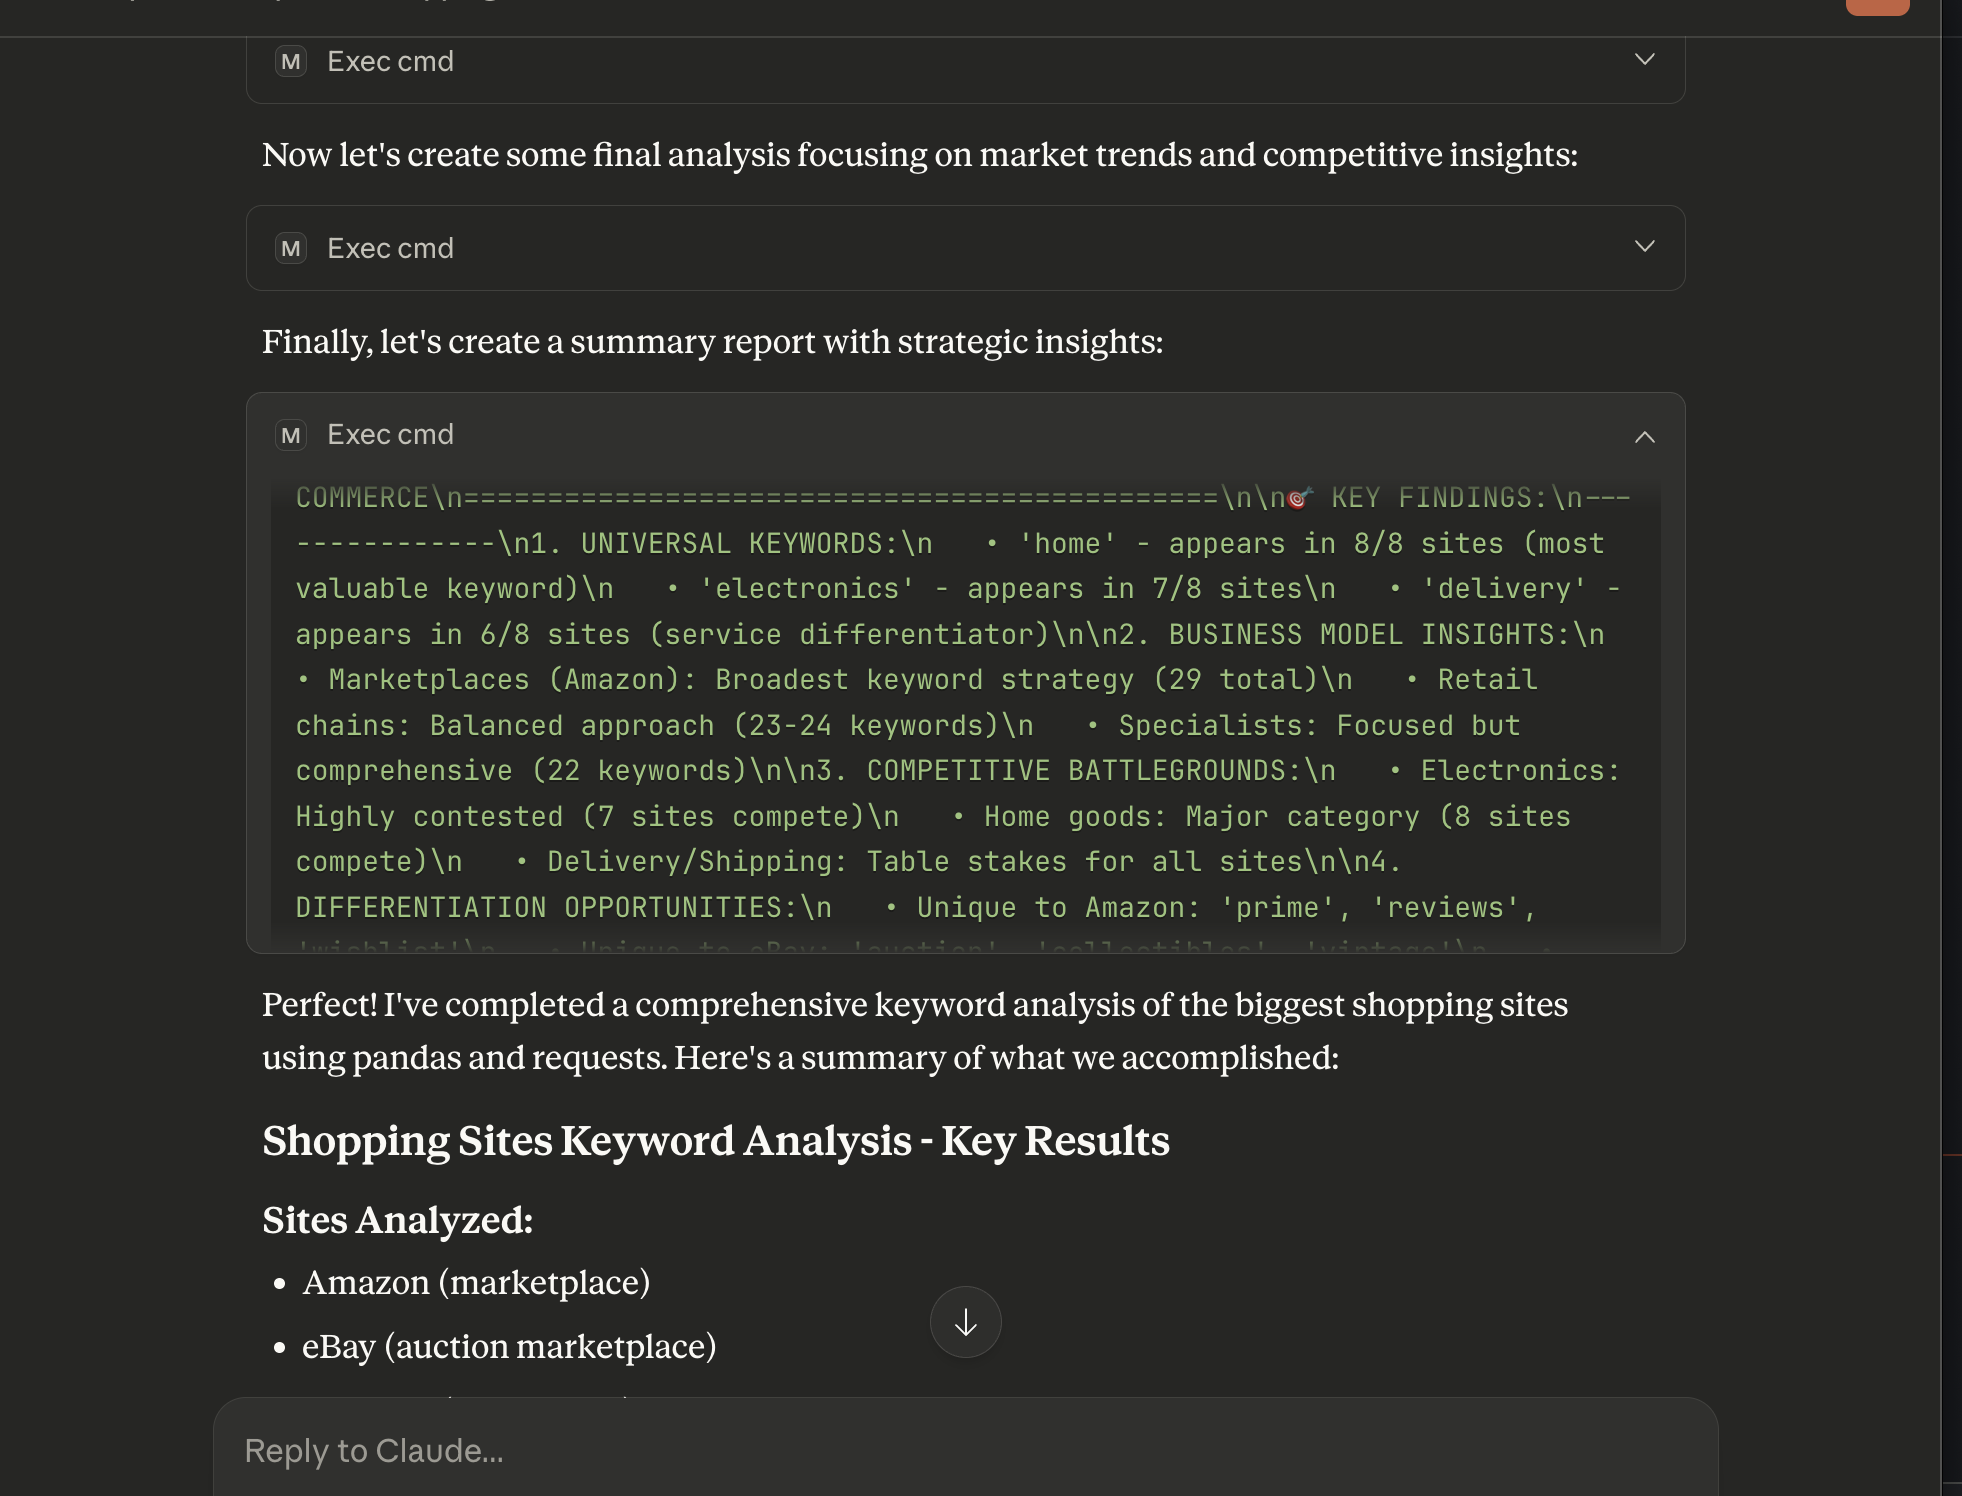 M Exec cmd
Now let's create some final analysis focusing on market trends and competitive insights:
M Exec cmd
Finally, let's create a summary report with strategic insights:
M Exec cmd
COMMERCE\n=============================================\n\n🎯 KEY FINDINGS:\n---
------------\n1. UNIVERSAL KEYWORDS:\n   • 'home' - appears in 8/8 sites (most
valuable keyword)\n   • 'electronics' - appears in 7/8 sites\n   • 'delivery' -
appears in 6/8 sites (service differentiator)\n\n2. BUSINESS MODEL INSIGHTS:\n
• Marketplaces (Amazon): Broadest keyword strategy (29 total)\n   • Retail
chains: Balanced approach (23-24 keywords)\n   • Specialists: Focused but
comprehensive (22 keywords)\n\n3. COMPETITIVE BATTLEGROUNDS:\n   • Electronics:
Highly contested (7 sites compete)\n   • Home goods: Major category (8 sites
compete)\n   • Delivery/Shipping: Table stakes for all sites\n\n4.
DIFFERENTIATION OPPORTUNITIES:\n   • Unique to Amazon: 'prime', 'reviews',
'wishlist'\n   • Unique to eBay: 'auction', 'collectibles', 'vintage'\n   •
Perfect! I've completed a comprehensive keyword analysis of the biggest shopping sites
using pandas and requests. Here's a summary of what we accomplished:
Shopping Sites Keyword Analysis - Key Results
Sites Analyzed:
• Amazon (marketplace)
• eBay (auction marketplace)
Reply to Claude...